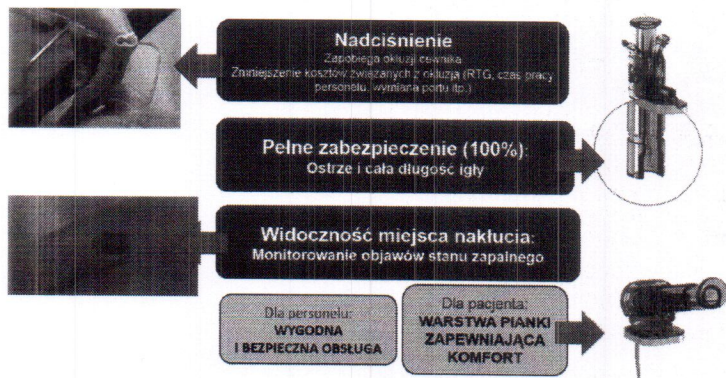 Nadciśnienie
Zapobiega okluzji cewnika
Zmniejszenie kosztów związanych z okluzją (RTG, czas pracy
personelu, wymiana portu itp.)
Pełne zabezpieczenie (100%):
Ostrze i cała długość igły
Widoczność miejsca nakłucia:
Monitorowanie objawów stanu zapalnego
Dla personelu:
WYGODNA
I BEZPIECZNA OBSŁUGA
Dla pacjenta:
WARSTWA PIANKI
ZAPEWNIAJĄCA
KOMFORT